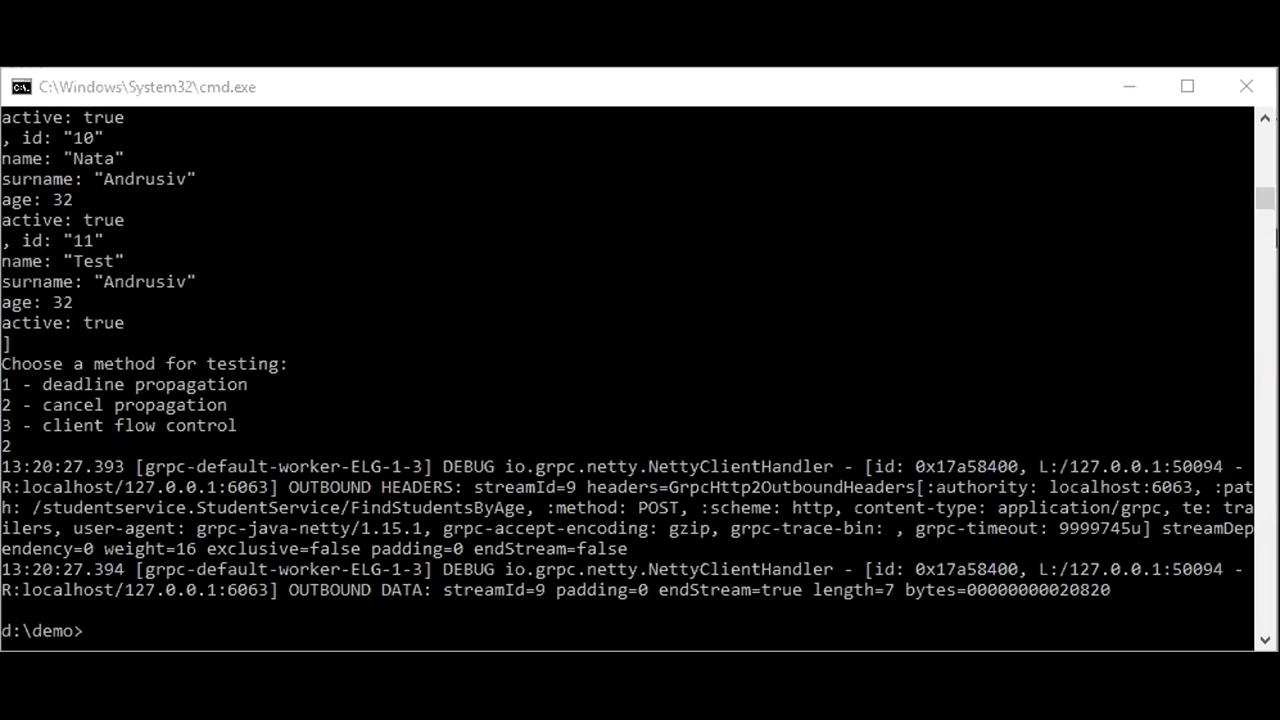 C:\Windows\System32\cmd.exe
active: true
, id: "10"
name: "Nata"
surname: "Andrusiv"
age: 32
active: true
, id: "11"
name: "Test"
surname: "Andrusiv"
age: 32
active: true
]
Choose a method for testing:
1 - deadline propagation
2 - cancel propagation
3 - client flow control
2
13:20:27.393 [grpc-default-worker-ELG-1-3] DEBUG io.grpc.netty.NettyClientHandler - [id: 0x17a58400, L:/127.0.0.1:50094 -
R:localhost/127.0.0.1:6063] OUTBOUND HEADERS: streamId=9 headers=GrpcHttp2OutboundHeaders[:authority: localhost:6063, :pat
h: /studentservice.StudentService/FindStudentsByAge, :method: POST, :scheme: http, content-type: application/grpc, te: tra
ilers, user-agent: grpc-java-netty/1.15.1, grpc-accept-encoding: gzip, grpc-trace-bin: , grpc-timeout: 9999745u] streamDep
endency=0 weight=16 exclusive=false padding=0 endStream=false
13:20:27.394 [grpc-default-worker-ELG-1-3] DEBUG io.grpc.netty.NettyClientHandler - [id: 0x17a58400, L:/127.0.0.1:50094 -
R:localhost/127.0.0.1:6063] OUTBOUND DATA: streamId=9 padding=0 endStream=true length=7 bytes=00000000020820
d:\demo>